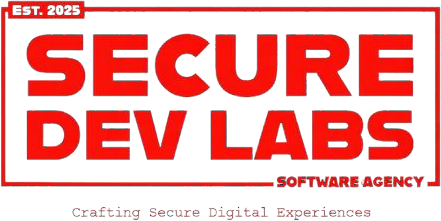 EST. 2025
SECURE
DEV LABS
SOFTWARE AGENCY
Crafting Secure Digital Experiences